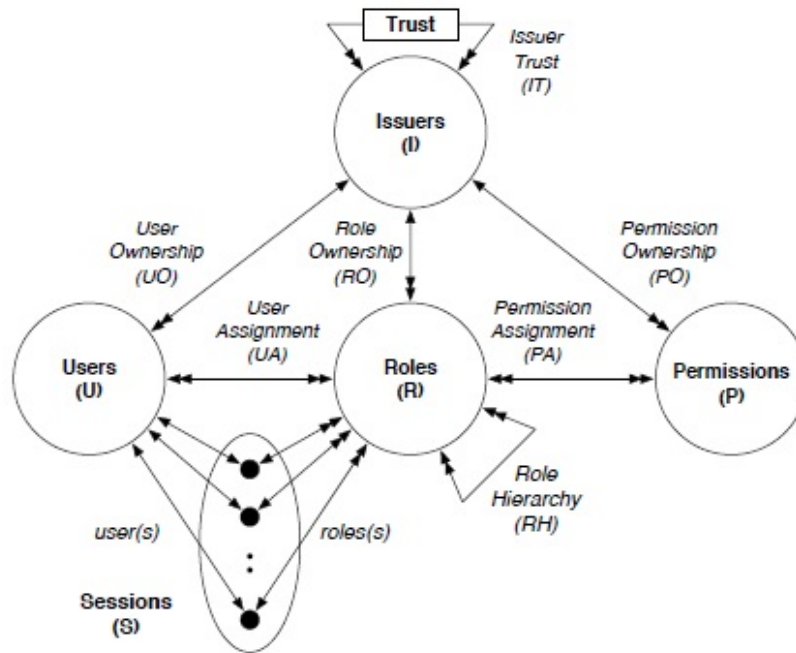 Trust
Issuer
Trust
(IT)
Issuers
(I)
User
Ownership
(UO)
Role
Ownership
(RO)
Permission
Ownership
(PO)
User
Assignment
(UA)
Permission
Assignment
(PA)
Users
(U)
Roles
(R)
Permissions
(P)
Role
Hierarchy
(RH)
user(s)
roles(s)
Sessions
(S)